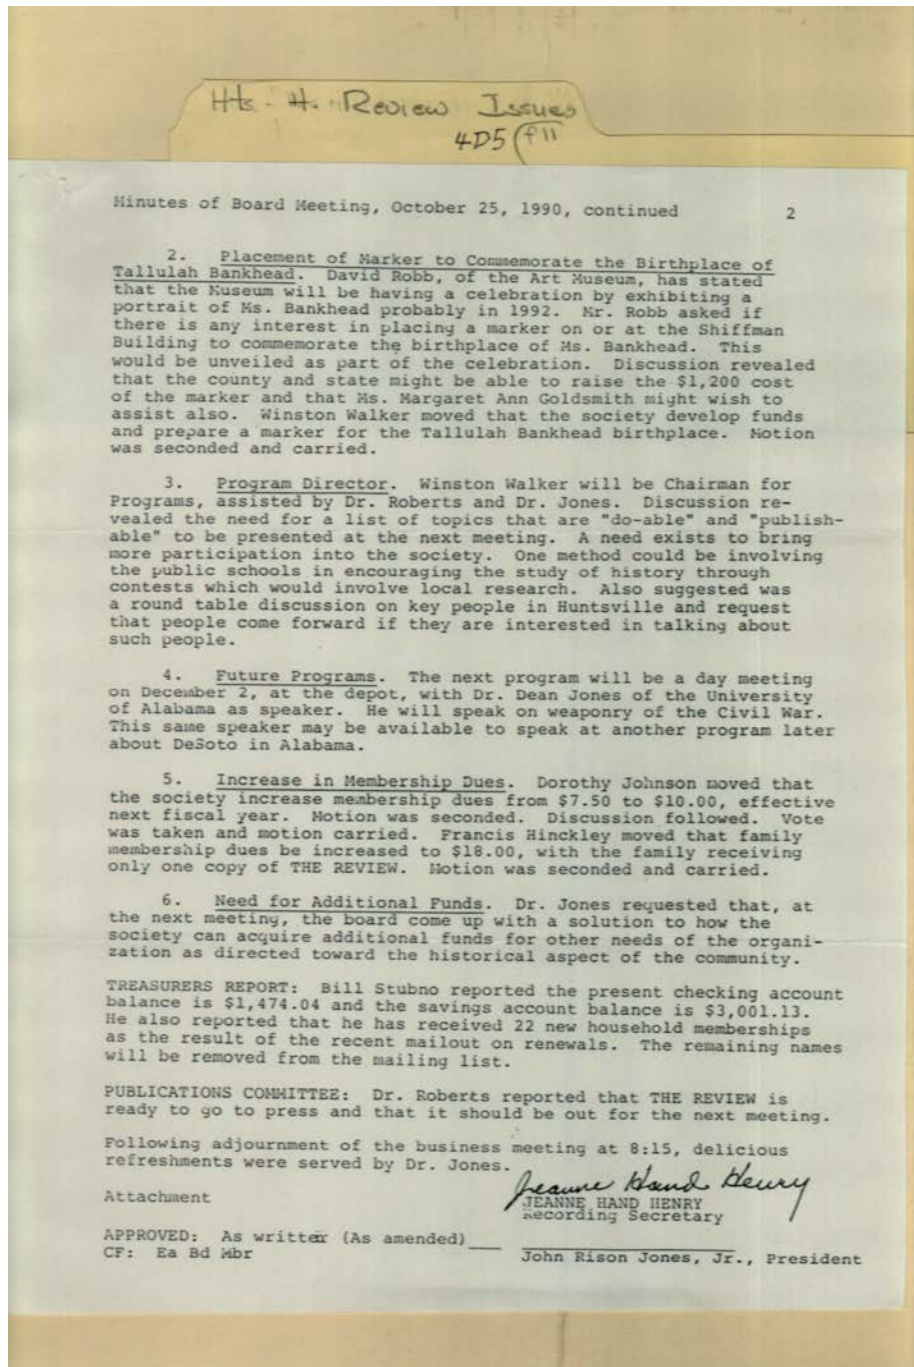 Hts. - H. Review Issues
4D5 (f11
Minutes of Board Meeting, October 25, 1990, continued 2
2. Placement of Marker to Commemorate the Birthplace of
Tallulah Bankhead. David Robb, of the Art Museum, has stated
that the Museum will be having a celebration by exhibiting a
portrait of Ms. Bankhead probably in 1992. Mr. Robb asked if
there is any interest in placing a marker on or at the Shiffman
Building to commemorate the birthplace of Ms. Bankhead. This
would be unveiled as part of the celebration. Discussion revealed
that the county and state might be able to raise the $1,200 cost
of the marker and that Ms. Margaret Ann Goldsmith might wish to
assist also. Winston Walker moved that the society develop funds
and prepare a marker for the Tallulah Bankhead birthplace. Motion
was seconded and carried.
3. Program Director. Winston Walker will be Chairman for
Programs, assisted by Dr. Roberts and Dr. Jones. Discussion re-
vealed the need for a list of topics that are "do-able" and "publish-
able" to be presented at the next meeting. A need exists to bring
more participation into the society. One method could be involving
the public schools in encouraging the study of history through
contests which would involve local research. Also suggested was
a round table discussion on key people in Huntsville and request
that people come forward if they are interested in talking about
such people.
4. Future Programs. The next program will be a day meeting
on December 2, at the depot, with Dr. Dean Jones of the University
of Alabama as speaker. He will speak on weaponry of the Civil War.
This same speaker may be available to speak at another program later
about DeSoto in Alabama.
5. Increase in Membership Dues. Dorothy Johnson moved that
the society increase membership dues from $7.50 to $10.00, effective
next fiscal year. Motion was seconded. Discussion followed. Vote
was taken and motion carried. Francis Hinckley moved that family
membership dues be increased to $18.00, with the family receiving
only one copy of THE REVIEW. Motion was seconded and carried.
6. Need for Additional Funds. Dr. Jones requested that, at
the next meeting, the board come up with a solution to how the
society can acquire additional funds for other needs of the organi-
zation as directed toward the historical aspect of the community.
TREASURERS REPORT: Bill Stubno reported the present checking account
balance is $1,474.04 and the savings account balance is $3,001.13.
He also reported that he has received 22 new household memberships
as the result of the recent mailout on renewals. The remaining names
will be removed from the mailing list.
PUBLICATIONS COMMITTEE: Dr. Roberts reported that THE REVIEW is
ready to go to press and that it should be out for the next meeting.
Following adjournment of the business meeting at 8:15, delicious
refreshments were served by Dr. Jones.
Jeanne Hand Henry
Attachment JEANNE HAND HENRY
Recording Secretary
APPROVED: As written (As amended)
CF: Ea Bd Mbr John Rison Jones, Jr., President